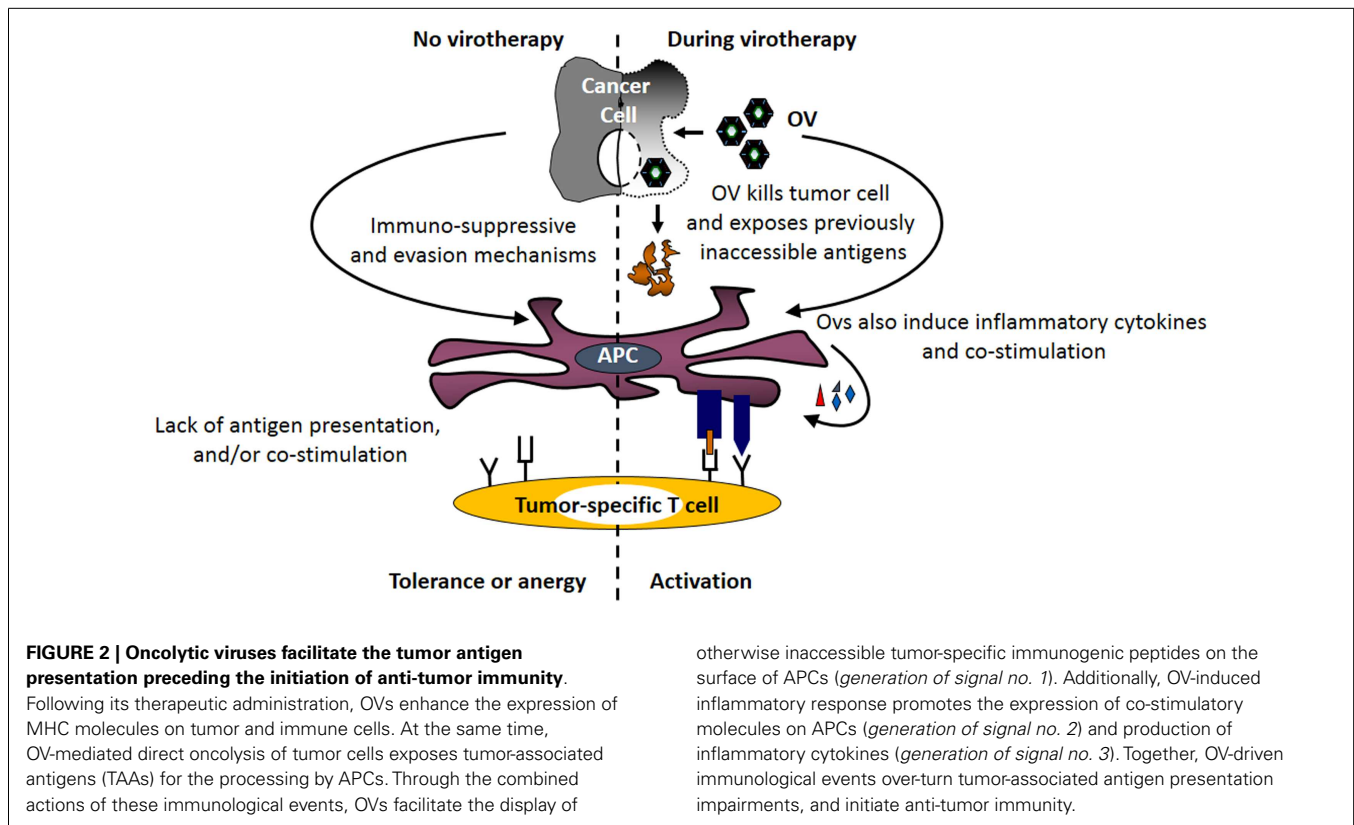 No virotherapy
During virotherapy
Cancer
Cell
OV
OV kills tumor cell
and exposes previously
inaccessible antigens
Immuno-suppressive
and evasion mechanisms
Ovs also induce inflammatory cytokines
and co-stimulation
APC
Lack of antigen presentation,
and/or co-stimulation
Tumor-specific T cell
Tolerance or anergy
Activation
FIGURE 2 | Oncolytic viruses facilitate the tumor antigen
presentation preceding the initiation of anti-tumor immunity.
Following its therapeutic administration, OVs enhance the expression of
MHC molecules on tumor and immune cells. At the same time,
OV-mediated direct oncolysis of tumor cells exposes tumor-associated
antigens (TAAs) for the processing by APCs. Through the combined
actions of these immunological events, OVs facilitate the display of
otherwise inaccessible tumor-specific immunogenic peptides on the
surface of APCs (generation of signal no. 1). Additionally, OV-induced
inflammatory response promotes the expression of co-stimulatory
molecules on APCs (generation of signal no. 2) and production of
inflammatory cytokines (generation of signal no. 3). Together, OV-driven
immunological events over-turn tumor-associated antigen presentation
impairments, and initiate anti-tumor immunity.